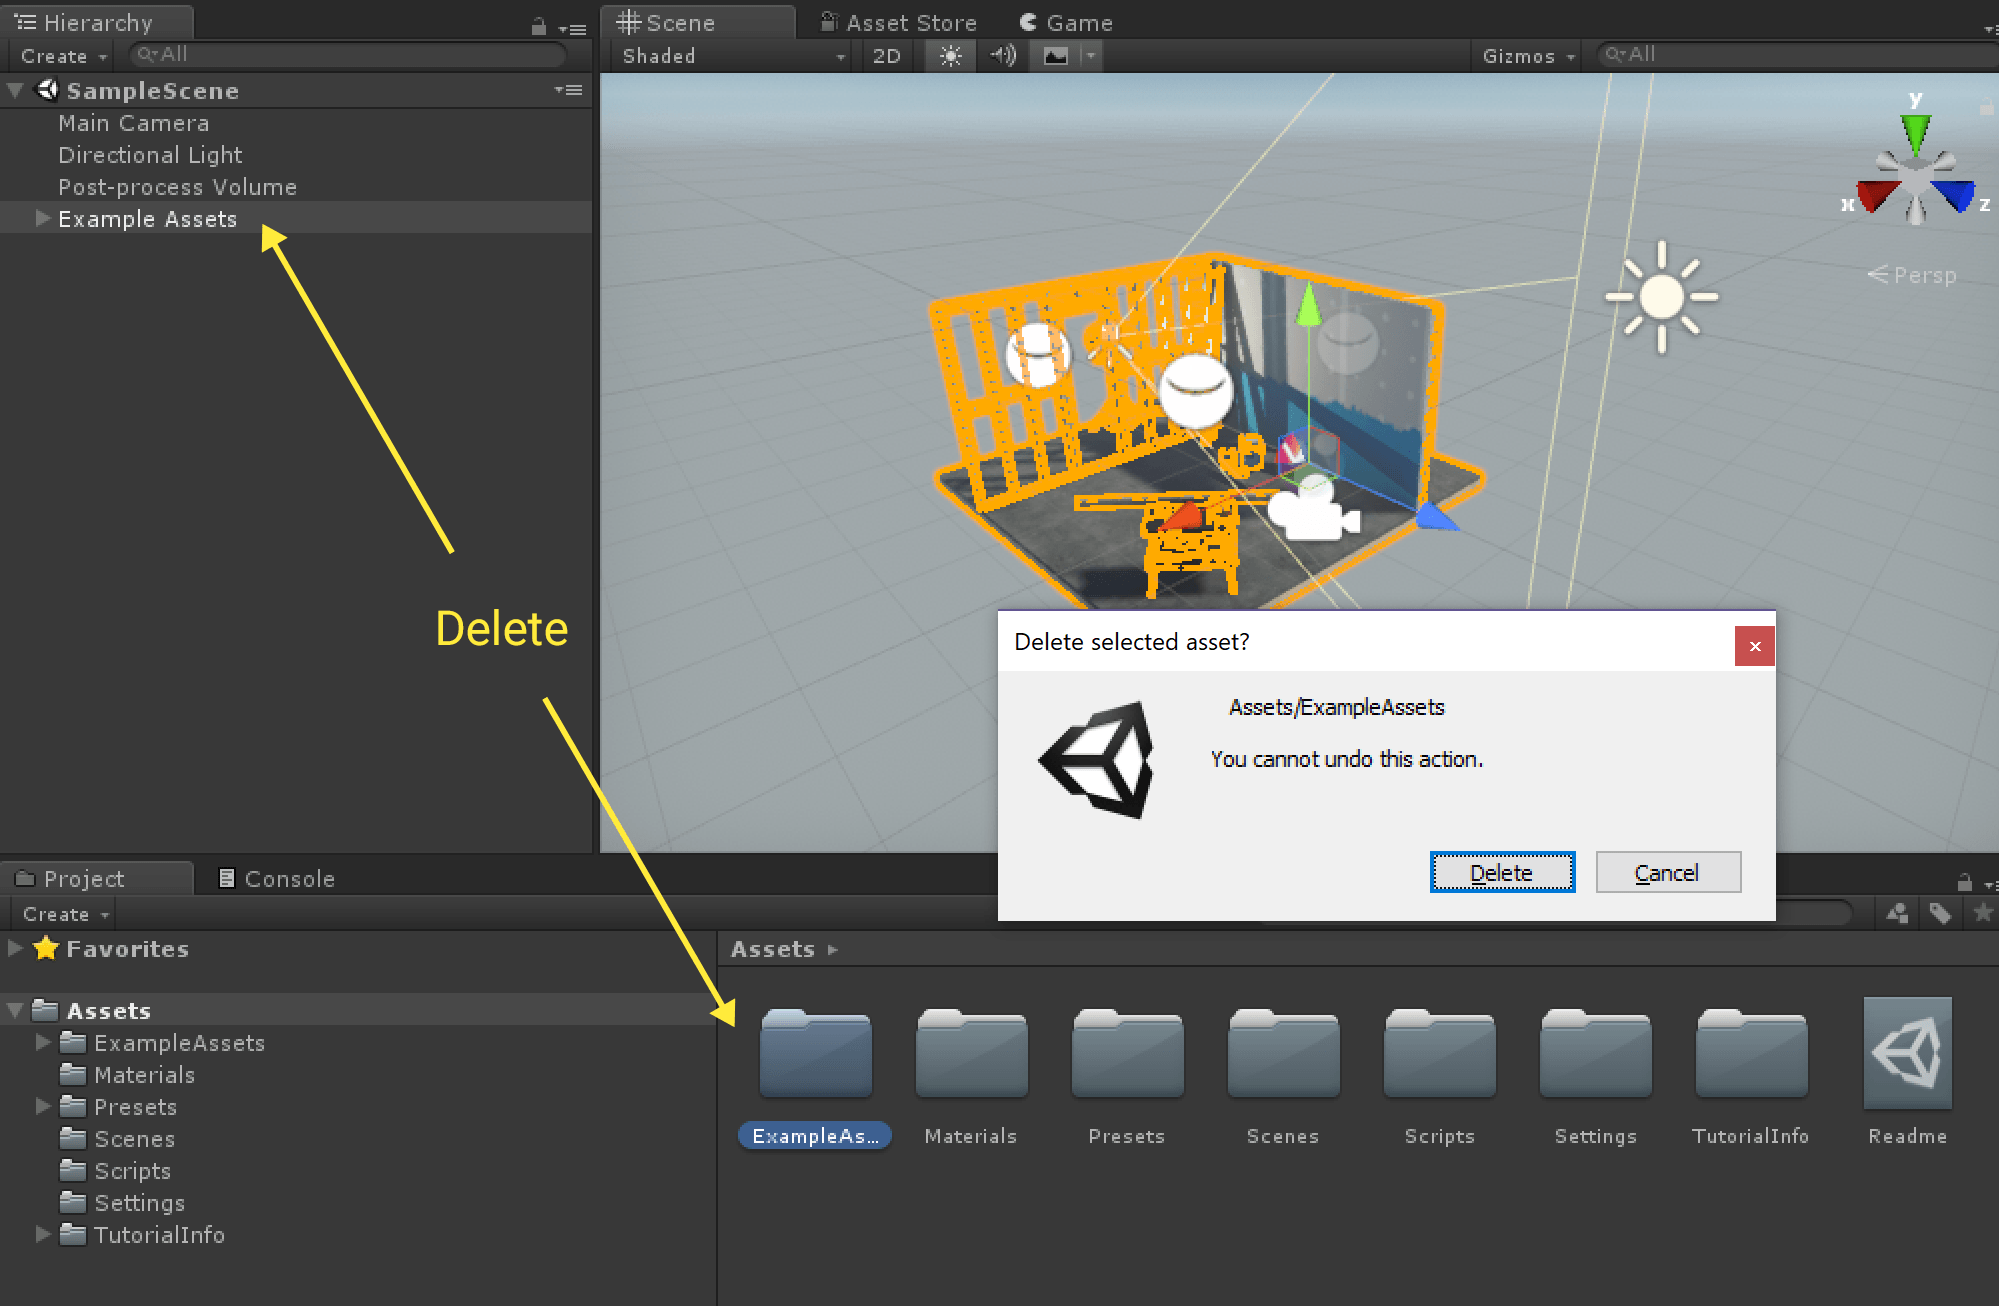 Hierarchy
Create
All
SampleScene
Main Camera
Directional Light
Post-process Volume
Example Assets
Scene
Asset Store
Game
Shaded
2D
Gizmos
All
y
x
z
Persp
Delete
Delete selected asset?
x
Assets/ExampleAssets
You cannot undo this action.
Delete
Cancel
Project
Console
Create
Favorites
Assets
ExampleAssets
Materials
Presets
Scenes
Scripts
Settings
TutorialInfo
Assets
ExampleAs...
Materials
Presets
Scenes
Scripts
Settings
TutorialInfo
Readme